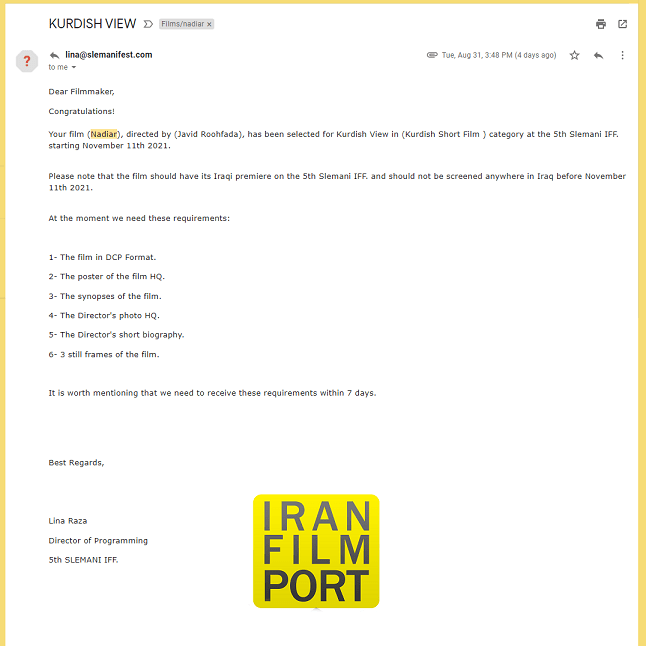 KURDISH VIEW
Films/nadiar x
lina@slemanifest.com
Tue, Aug 31, 3:48 PM (4 days ago)
?
to me
Dear Filmmaker,
Congratulations!
Your film (Nadiar), directed by (Javid Roohfada), has been selected for Kurdish View in (Kurdish Short Film ) category at the 5th Slemani IFF.
starting November 11th 2021.
Please note that the film should have its Iraqi premiere on the 5th Slemani IFF. and should not be screened anywhere in Iraq before November
11th 2021.
At the moment we need these requirements:
1- The film in DCP Format.
2- The poster of the film HQ.
3- The synopses of the film.
4- The Director's photo HQ.
5- The Director's short biography.
6- 3 still frames of the film.
It is worth mentioning that we need to receive these requirements within 7 days.
Best Regards,
Lina Raza
Director of Programming
5th SLEMANI IFF.
IRAN
FILM
PORT